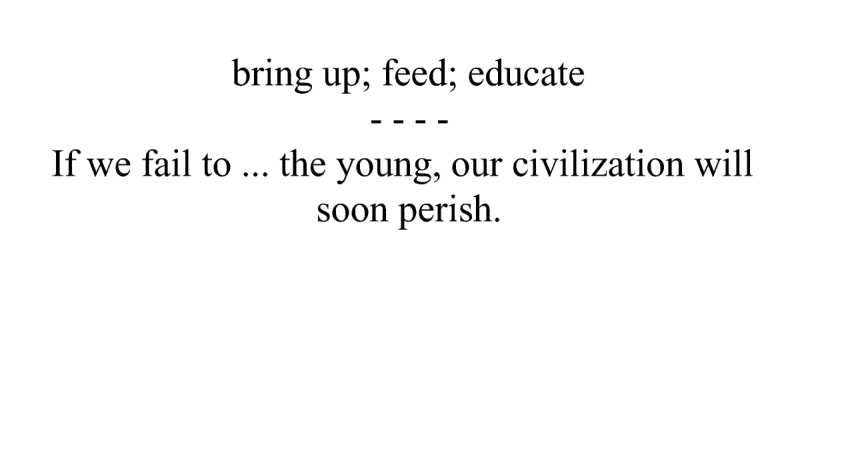 bring up; feed; educate
- - - -
If we fail to ... the young, our civilization will
soon perish.